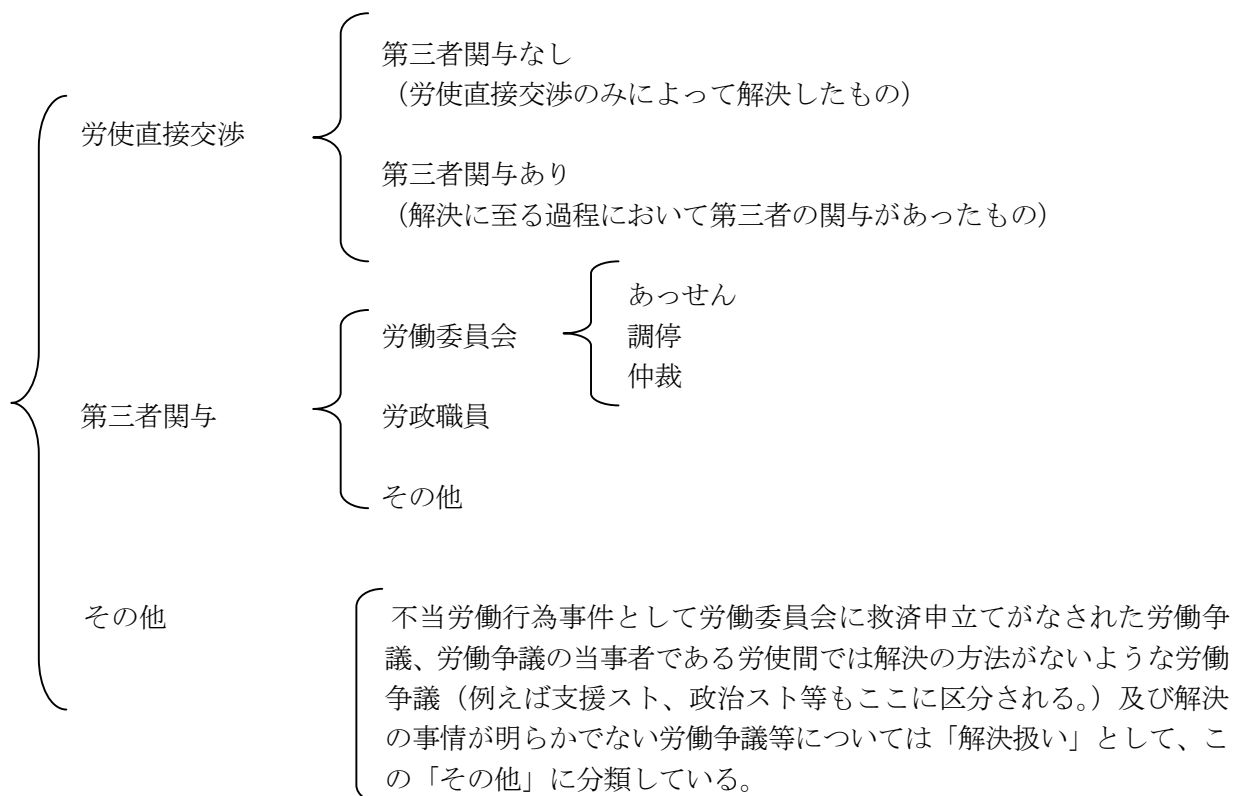 第三者関与なし
（労使直接交渉のみによって解決したもの）
労使直接交渉
第三者関与あり
（解決に至る過程において第三者の関与があったもの）
あっせん
労働委員会
調停
仲裁
第三者関与
労政職員
その他
その他
不当労働行為事件として労働委員会に救済申立てがなされた労働争
議、労働争議の当事者である労使間では解決の方法がないような労働
争議（例えば支援スト、政治スト等もここに区分される。）及び解決
の事情が明らかでない労働争議等については「解決扱い」として、こ
の「その他」に分類している。